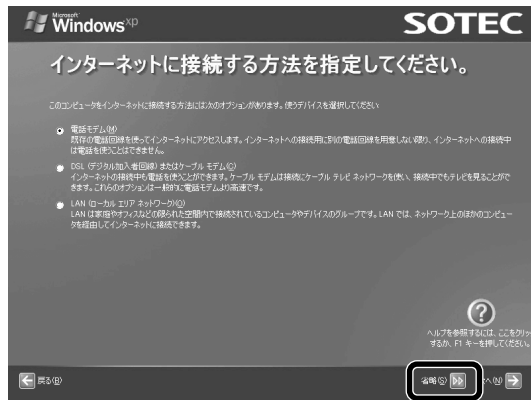 Microsoft
Windows xp
SOTEC
インターネットに接続する方法を指定してください。
このコンピュータをインターネットに接続する方法には次のオプションがあります。使うデバイスを選択してください
電話モデム(M)
既存の電話回線を使ってインターネットにアクセスします。インターネットへの接続用に別の電話回線を用意しない限り、インターネットへの接続中
は電話を使うことはできません。
DSL (デジタル加入者回線) またはケーブル モデム(C)
インターネットの接続中も電話を使うことができます。ケーブル モデムは接続にケーブル テレビ ネットワークを使い、接続中でもテレビを見ることがで
きます。これらのオプションは一般的に電話モデムより高速です。
LAN (ローカル エリア ネットワーク)(O)
LAN は家庭やオフィスなどの限られた空間内で接続されているコンピュータやデバイスのグループです。LAN では、ネットワーク上のほかのコンピュー
タを経由してインターネットに接続できます。
ヘルプを参照するには、ここをクリッ
するか、F1 キーを押してください。
戻る(B)
省略(S)
へ(N)